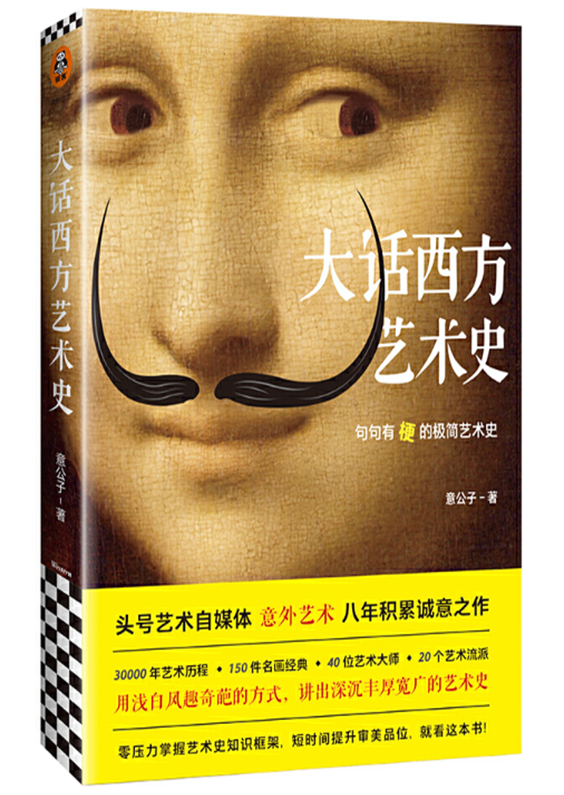 大话西方艺术史
意公子-著
大话西方
艺术史
句句有梗的极简艺术史
意公子-著
头号艺术自媒体 意外艺术 八年积累诚意之作
30000年艺术历程 ◆ 150件名画经典 ◆ 40位艺术大师 ◆ 20个艺术流派
用浅白风趣奇葩的方式，讲出深沉丰厚宽广的艺术史
零压力掌握艺术史知识框架，短时间提升审美品位，就看这本书！